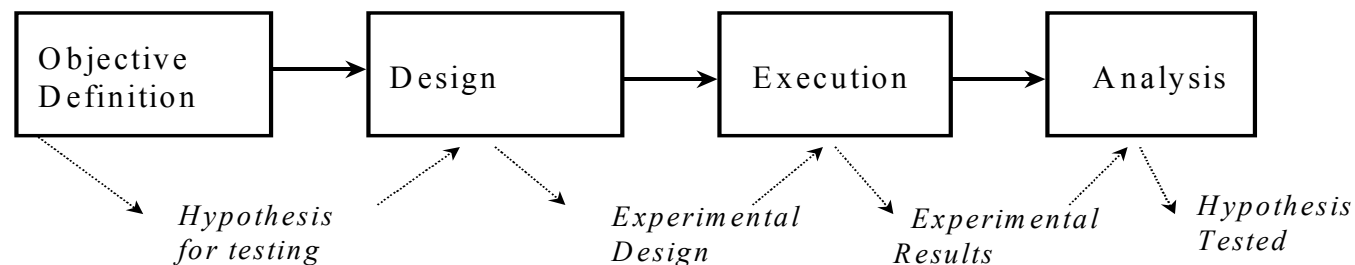 Objective
Definition
Design
Execution
Analysis
Hypothesis
for testing
Experimental
Design
Experimental
Results
Hypothesis
Tested